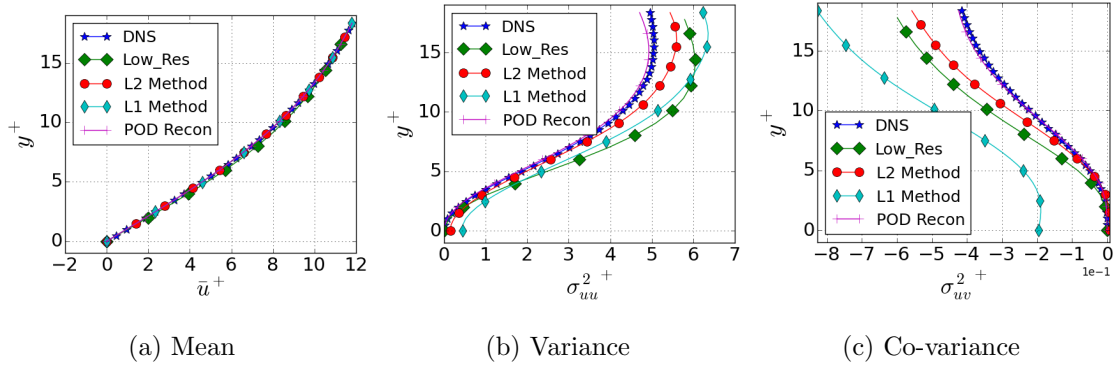 DNS
Low_Res
L2 Method
L1 Method
POD Recon
y⁺
15
10
5
0
−2 0 2 4 6 8 10 12
ū⁺
(a) Mean
DNS
Low_Res
L2 Method
L1 Method
POD Recon
y⁺
15
10
5
0
0 1 2 3 4 5 6 7
σ²ᵤᵤ⁺
(b) Variance
y⁺
15
10
5
0
DNS
Low_Res
L2 Method
L1 Method
POD Recon
−8 −7 −6 −5 −4 −3 −2 −1 0
1e−1
σ²ᵤᵥ⁺
(c) Co-variance